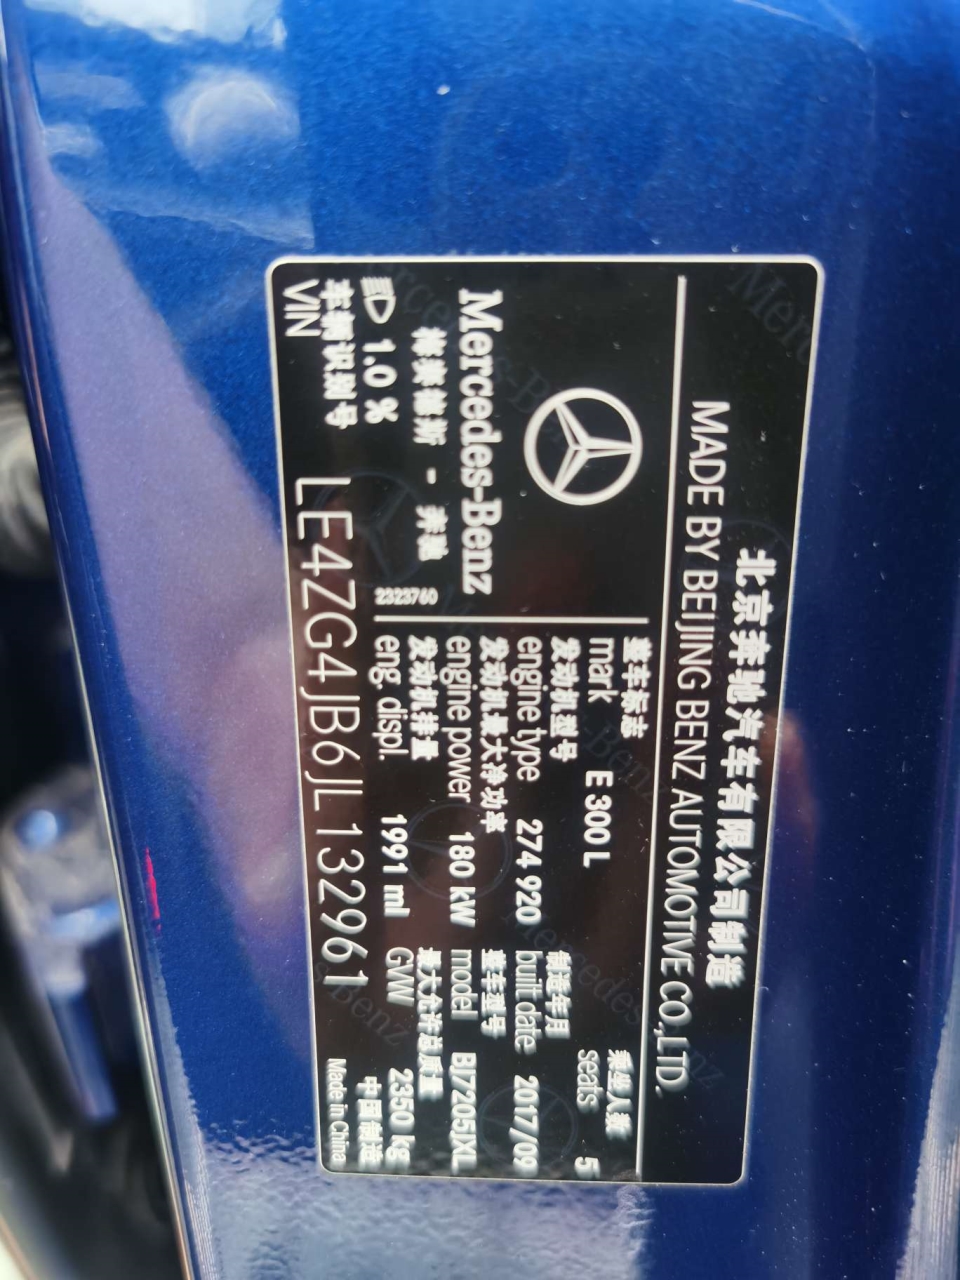 北京奔驰汽车有限公司制造
MADE BY BEIJING BENZ AUTOMOTIVE CO.,LTD.
Mercedes-Benz
梅赛德斯 - 奔驰
1.0 %
2323760
整车标志
mark E 300 L
乘坐人数
seats 5
发动机型号
engine type 274 920
制造年月
built date 2017/09
发动机最大净功率
engine power 180 kW
整车型号
model BJ7205IXL
发动机排量
eng. displ. 1991 ml
最大允许总质量
GVW 2350 kg
车辆识别号
VIN LE4ZG4JB6JL132961
中国制造
Made in China